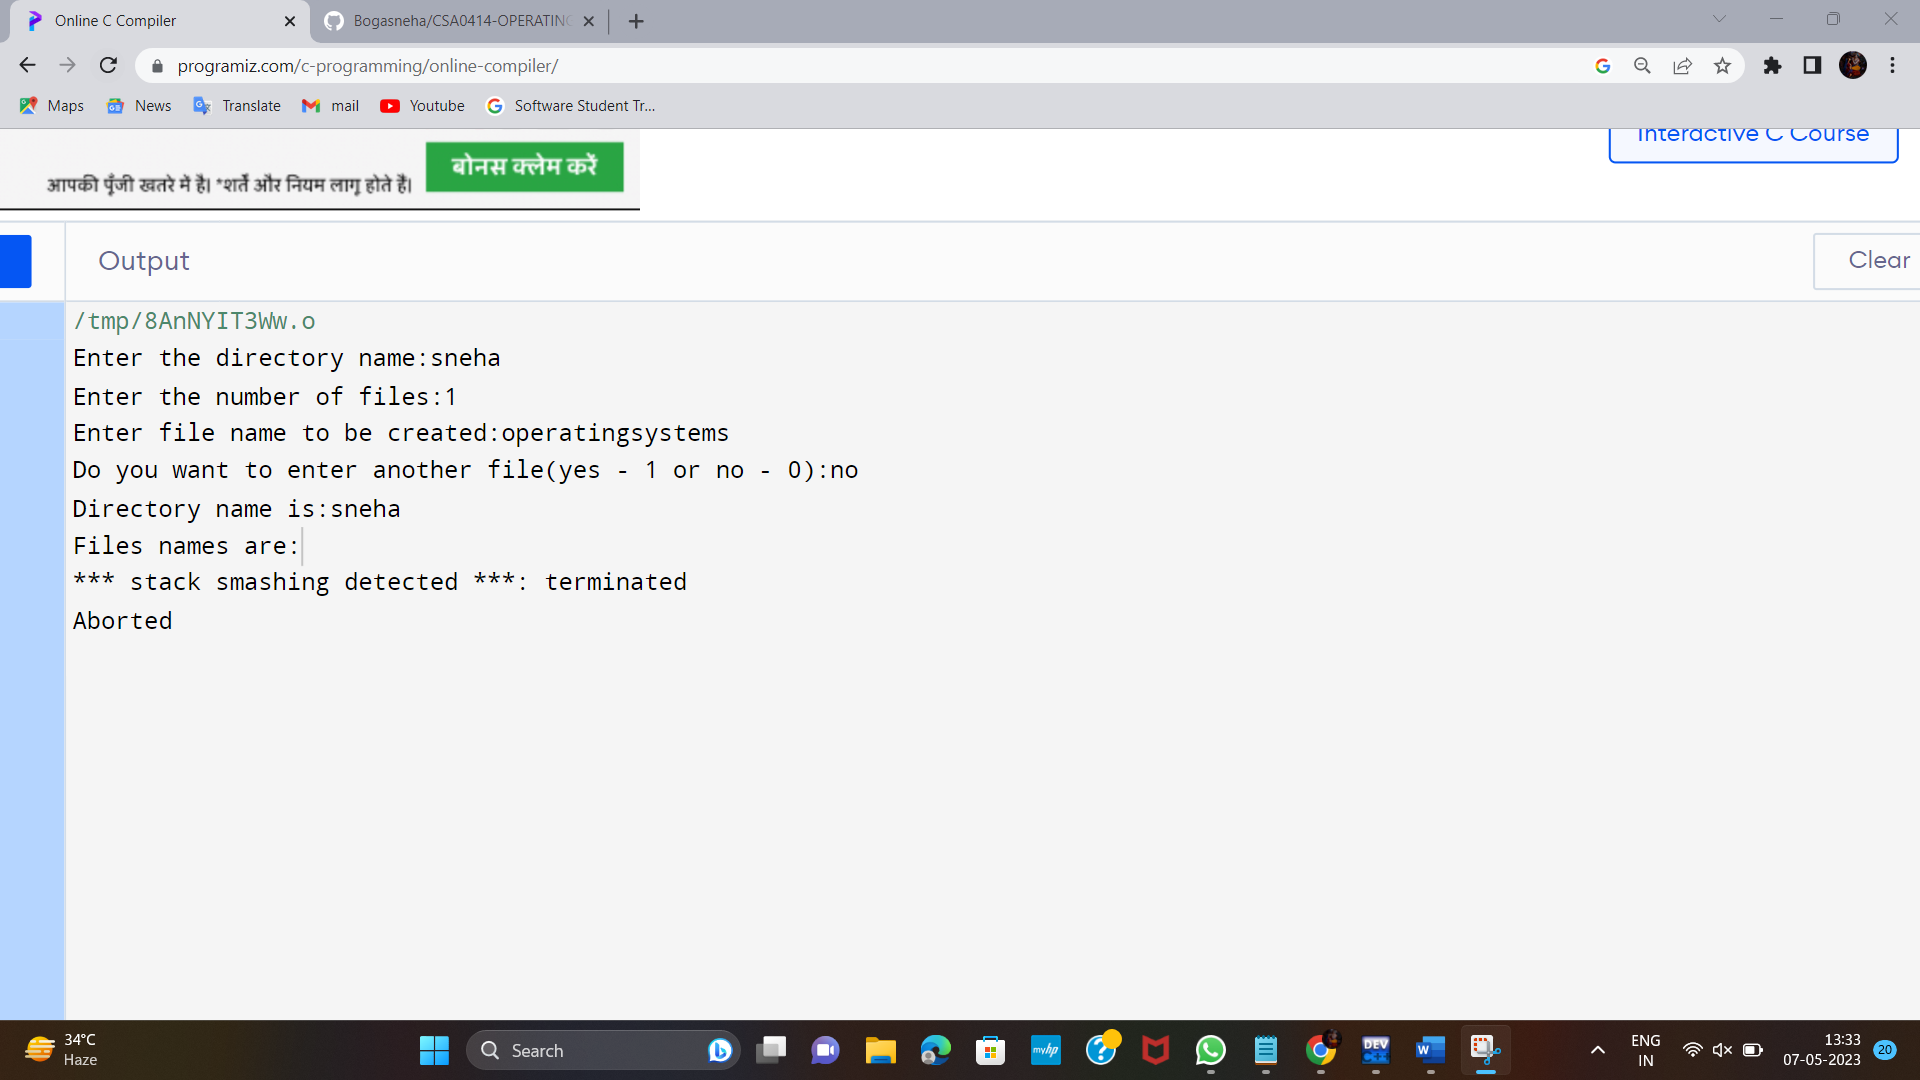 Online C Compiler
Bogasneha/CSA0414-OPERATING
programiz.com/c-programming/online-compiler/
Maps
News
Translate
mail
Youtube
Software Student Tr...
Interactive C Course
आपकी पूँजी खतरे में है। *शर्तें और नियम लागू होते हैं।
बोनस क्लेम करें
Output
Clear
/tmp/8AnNYIT3Ww.o
Enter the directory name:sneha
Enter the number of files:1
Enter file name to be created:operatingsystems
Do you want to enter another file(yes - 1 or no - 0):no
Directory name is:sneha
Files names are:
*** stack smashing detected ***: terminated
Aborted
34°C
Haze
Search
myhp
DEV
C++
W
ENG
IN
13:33
07-05-2023
20